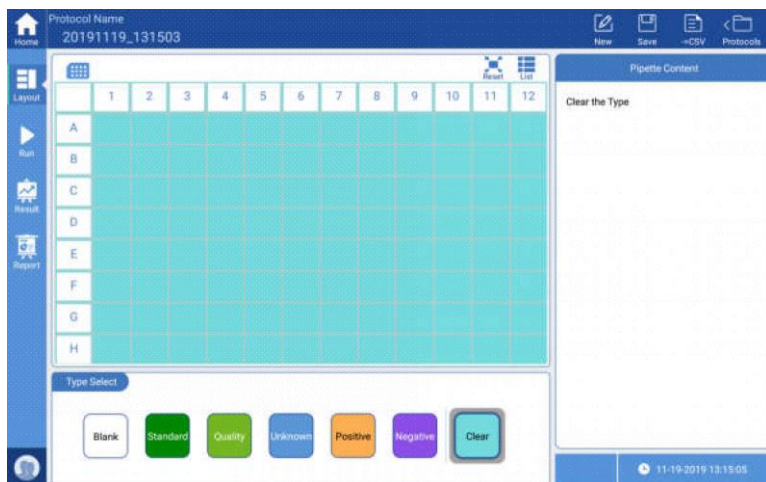 Protocol Name
20191119_131503
Home
New
Save
->CSV
Protocols
Layout
Run
Result
Report
Reset
List
1 2 3 4 5 6 7 8 9 10 11 12
A
B
C
D
E
F
G
H
Pipette Content
Clear the Type
Type Select
Blank
Standard
Quality
Unknown
Positive
Negative
Clear
11-19-2019 13:15:05